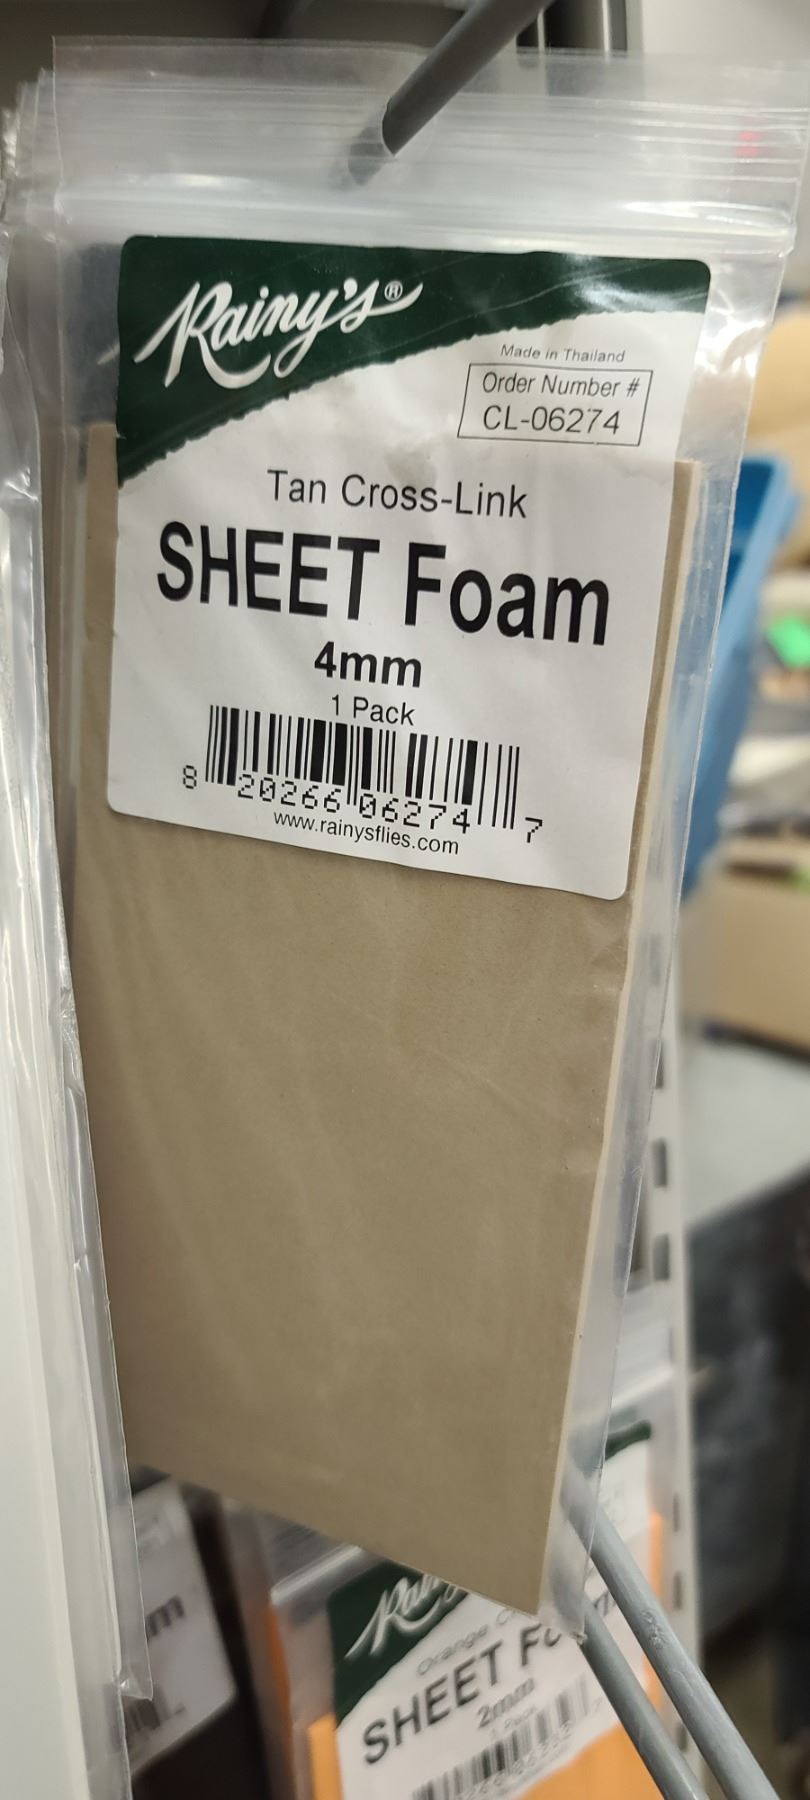 Rainy's®
Made in Thailand
Order Number #
CL-06274
Tan Cross-Link
SHEET Foam
4mm
1 Pack
8 20266 06274 7
www.rainysflies.com
Orange
SHEET
2mm